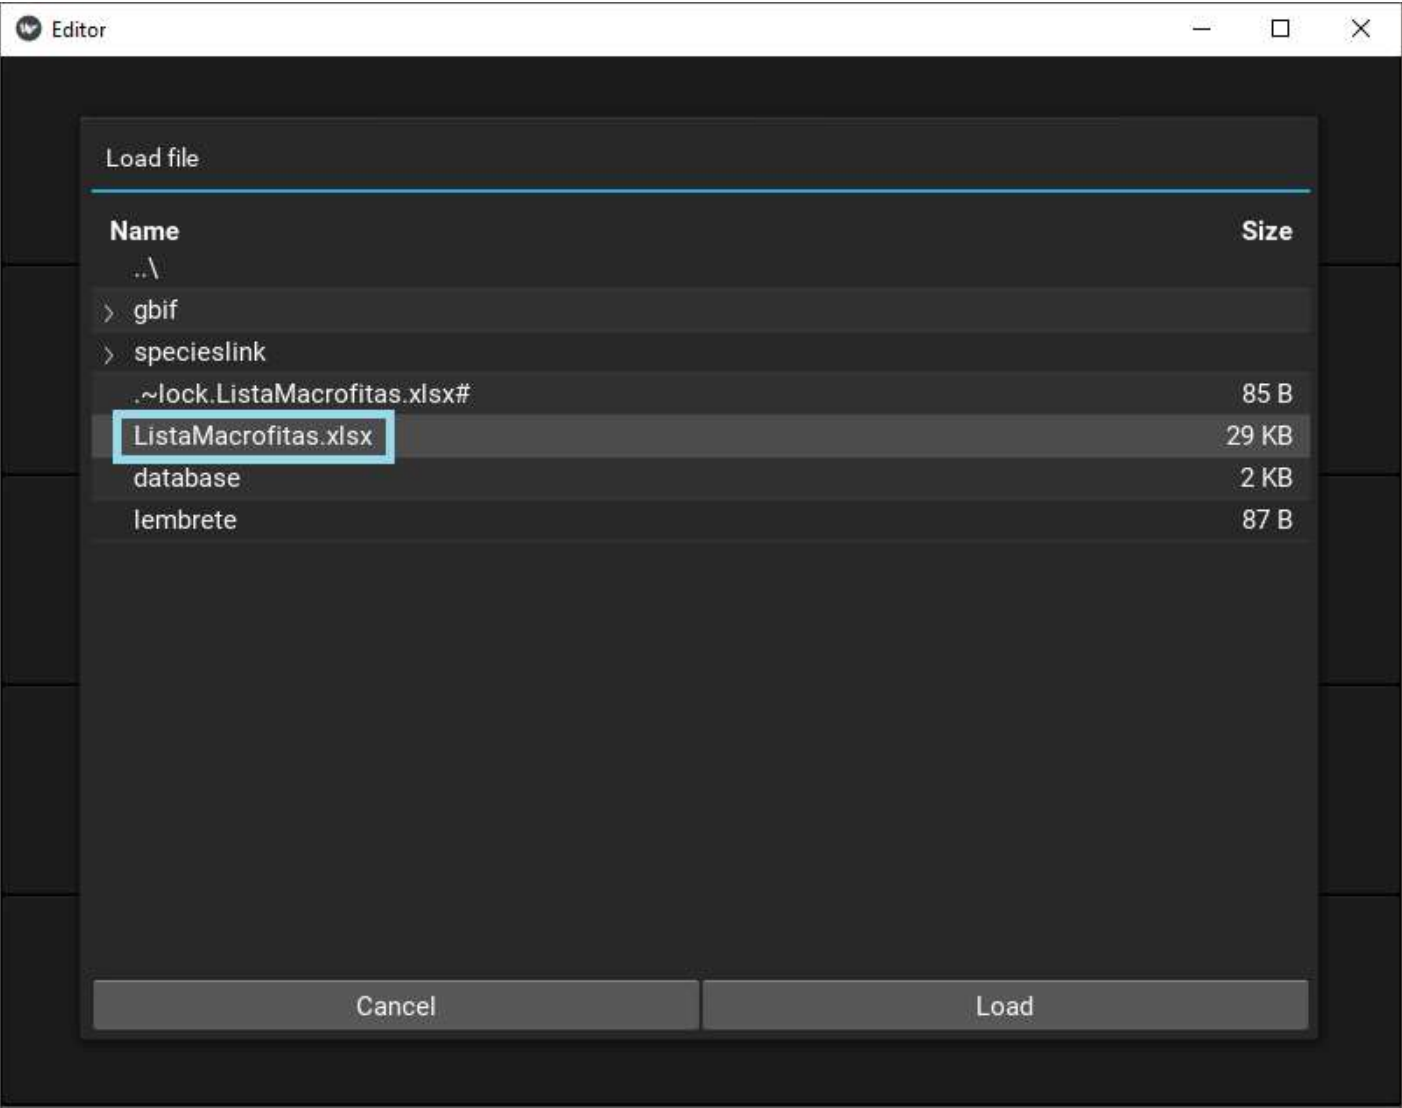 Editor
Load file
Name Size
..\
gbif
specieslink
.~lock.ListaMacrofitas.xlsx# 85 B
ListaMacrofitas.xlsx 29 KB
database 2 KB
lembrete 87 B
Cancel Load